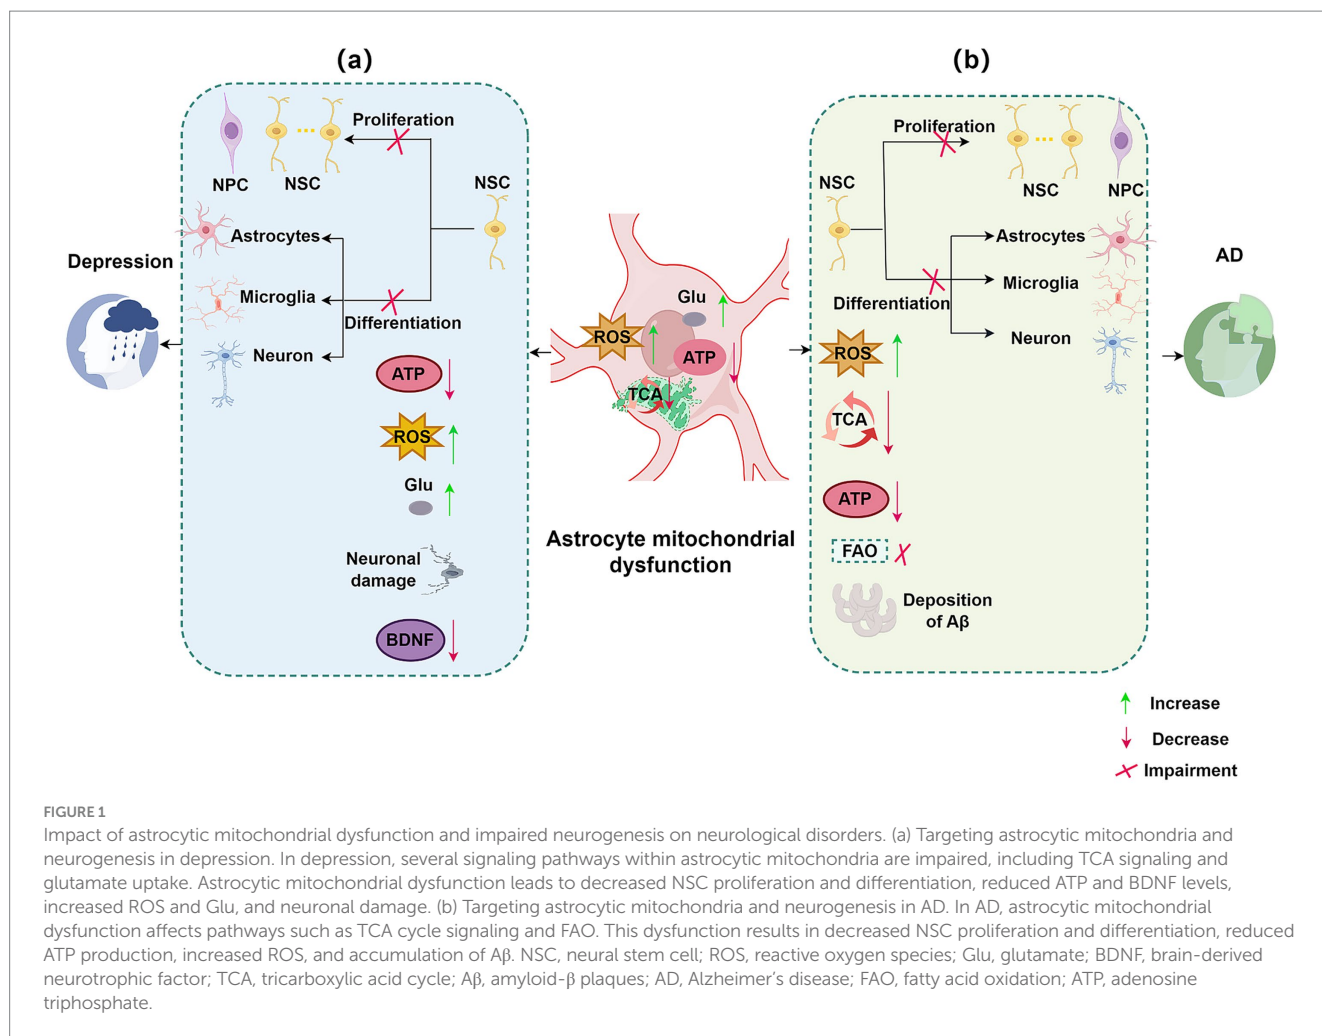 (a)
Proliferation
NPC
NSC
NSC
Astrocytes
Microglia
Differentiation
Neuron
Depression
ATP
ROS
Glu
Neuronal
damage
BDNF
Glu
ROS
ATP
TCA
Astrocyte mitochondrial
dysfunction
(b)
Proliferation
NSC
NSC
NPC
Astrocytes
Microglia
Differentiation
Neuron
AD
ROS
TCA
ATP
FAO
Deposition
of Aβ
Increase
Decrease
Impairment
FIGURE 1
Impact of astrocytic mitochondrial dysfunction and impaired neurogenesis on neurological disorders. (a) Targeting astrocytic mitochondria and
neurogenesis in depression. In depression, several signaling pathways within astrocytic mitochondria are impaired, including TCA signaling and
glutamate uptake. Astrocytic mitochondrial dysfunction leads to decreased NSC proliferation and differentiation, reduced ATP and BDNF levels,
increased ROS and Glu, and neuronal damage. (b) Targeting astrocytic mitochondria and neurogenesis in AD. In AD, astrocytic mitochondrial
dysfunction affects pathways such as TCA cycle signaling and FAO. This dysfunction results in decreased NSC proliferation and differentiation, reduced
ATP production, increased ROS, and accumulation of Aβ. NSC, neural stem cell; ROS, reactive oxygen species; Glu, glutamate; BDNF, brain-derived
neurotrophic factor; TCA, tricarboxylic acid cycle; Aβ, amyloid-β plaques; AD, Alzheimer's disease; FAO, fatty acid oxidation; ATP, adenosine
triphosphate.